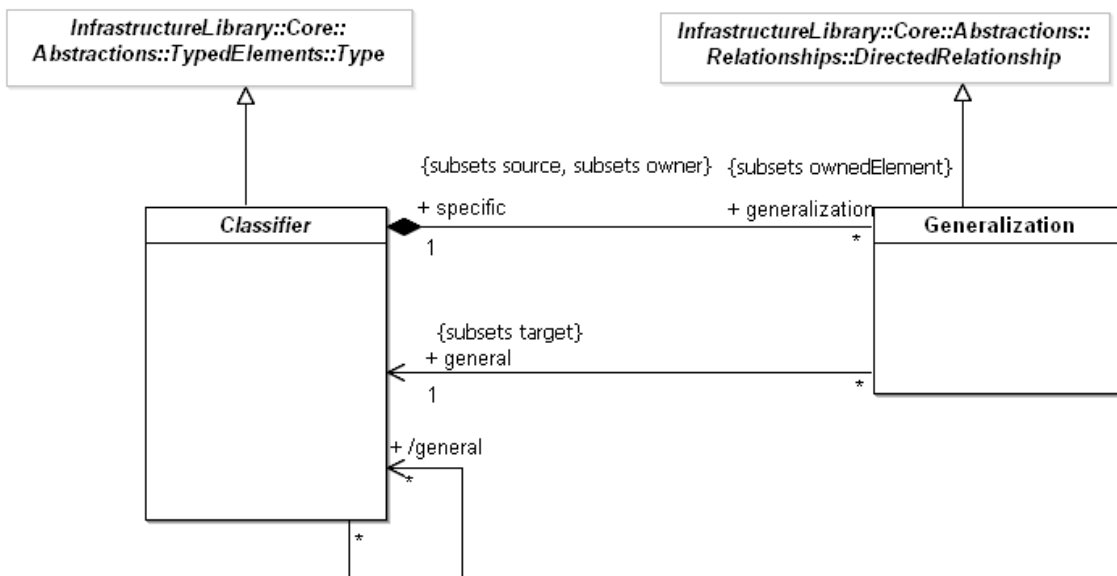 InfrastructureLibrary::Core::
Abstractions::TypedElements::Type
InfrastructureLibrary::Core::Abstractions::
Relationships::DirectedRelationship
{subsets source, subsets owner}
{subsets ownedElement}
+ specific
+ generalization
Classifier
Generalization
1
*
{subsets target}
+ general
1
*
+ /general
*
*